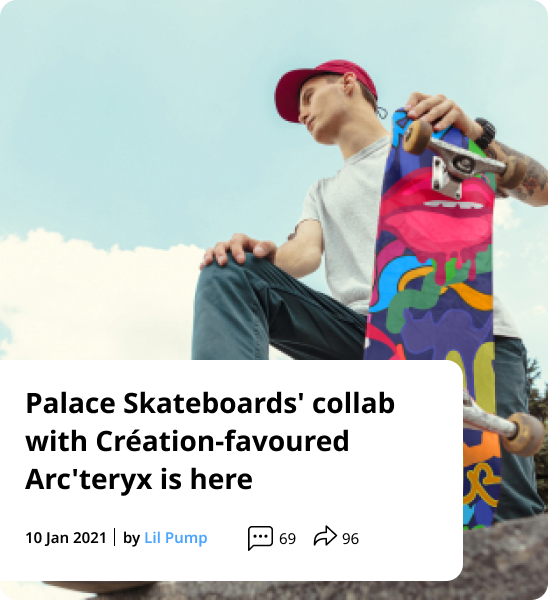 Palace Skateboards' collab
with Création-favoured
Arc'teryx is here
10 Jan 2021 | by Lil Pump 69 96